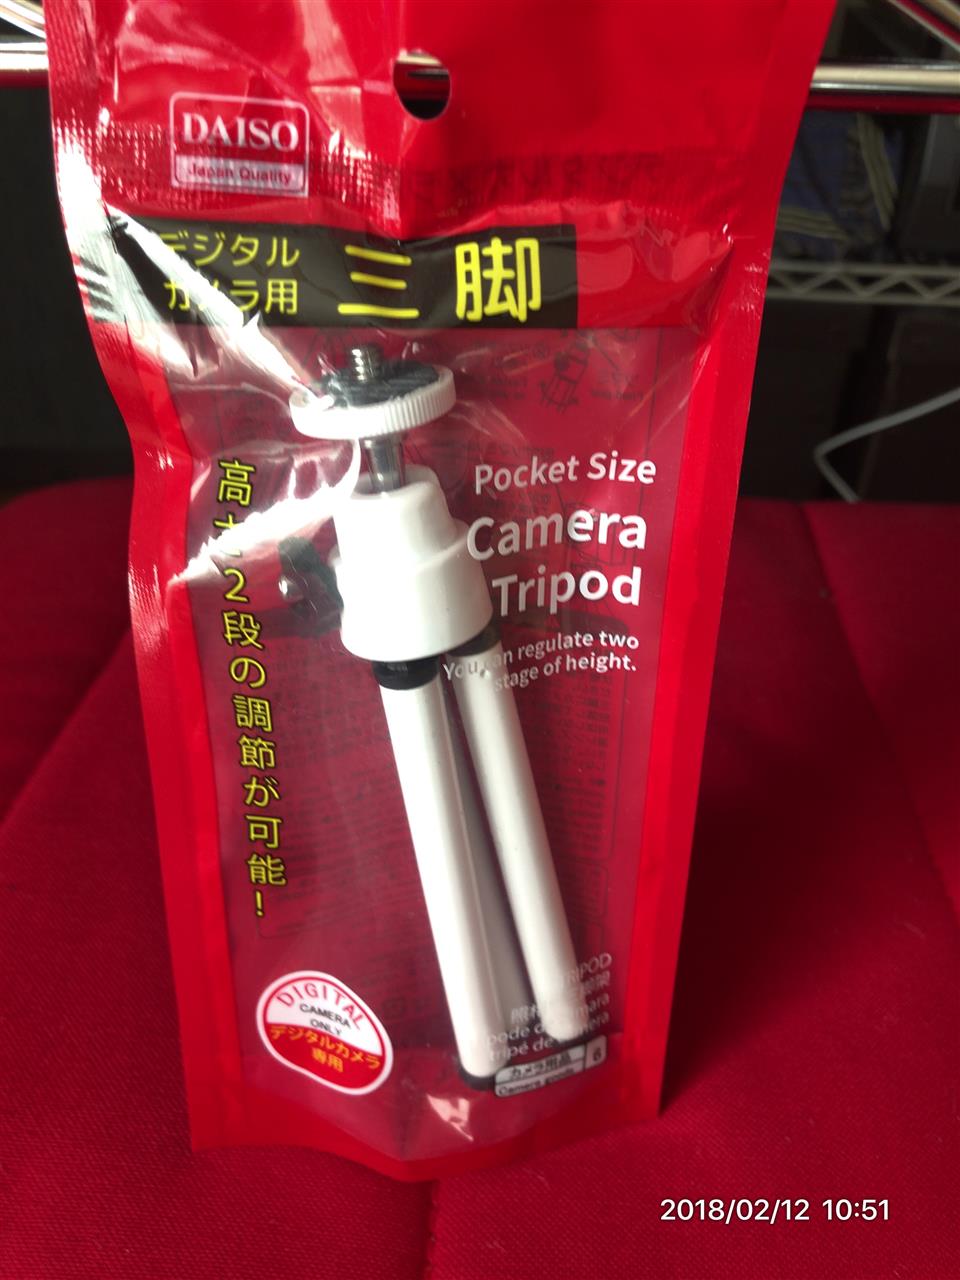 DAISO
Japan Quality
デジタル
カメラ用
三脚
高さ2段の調節が可能!
Pocket Size
Camera
Tripod
You can regulate two
stage of height.
DIGITAL
CAMERA
ONLY
デジタルカメラ
専用
TRIPOD
カメラ用品
6
Camera goods
2018/02/12 10:51